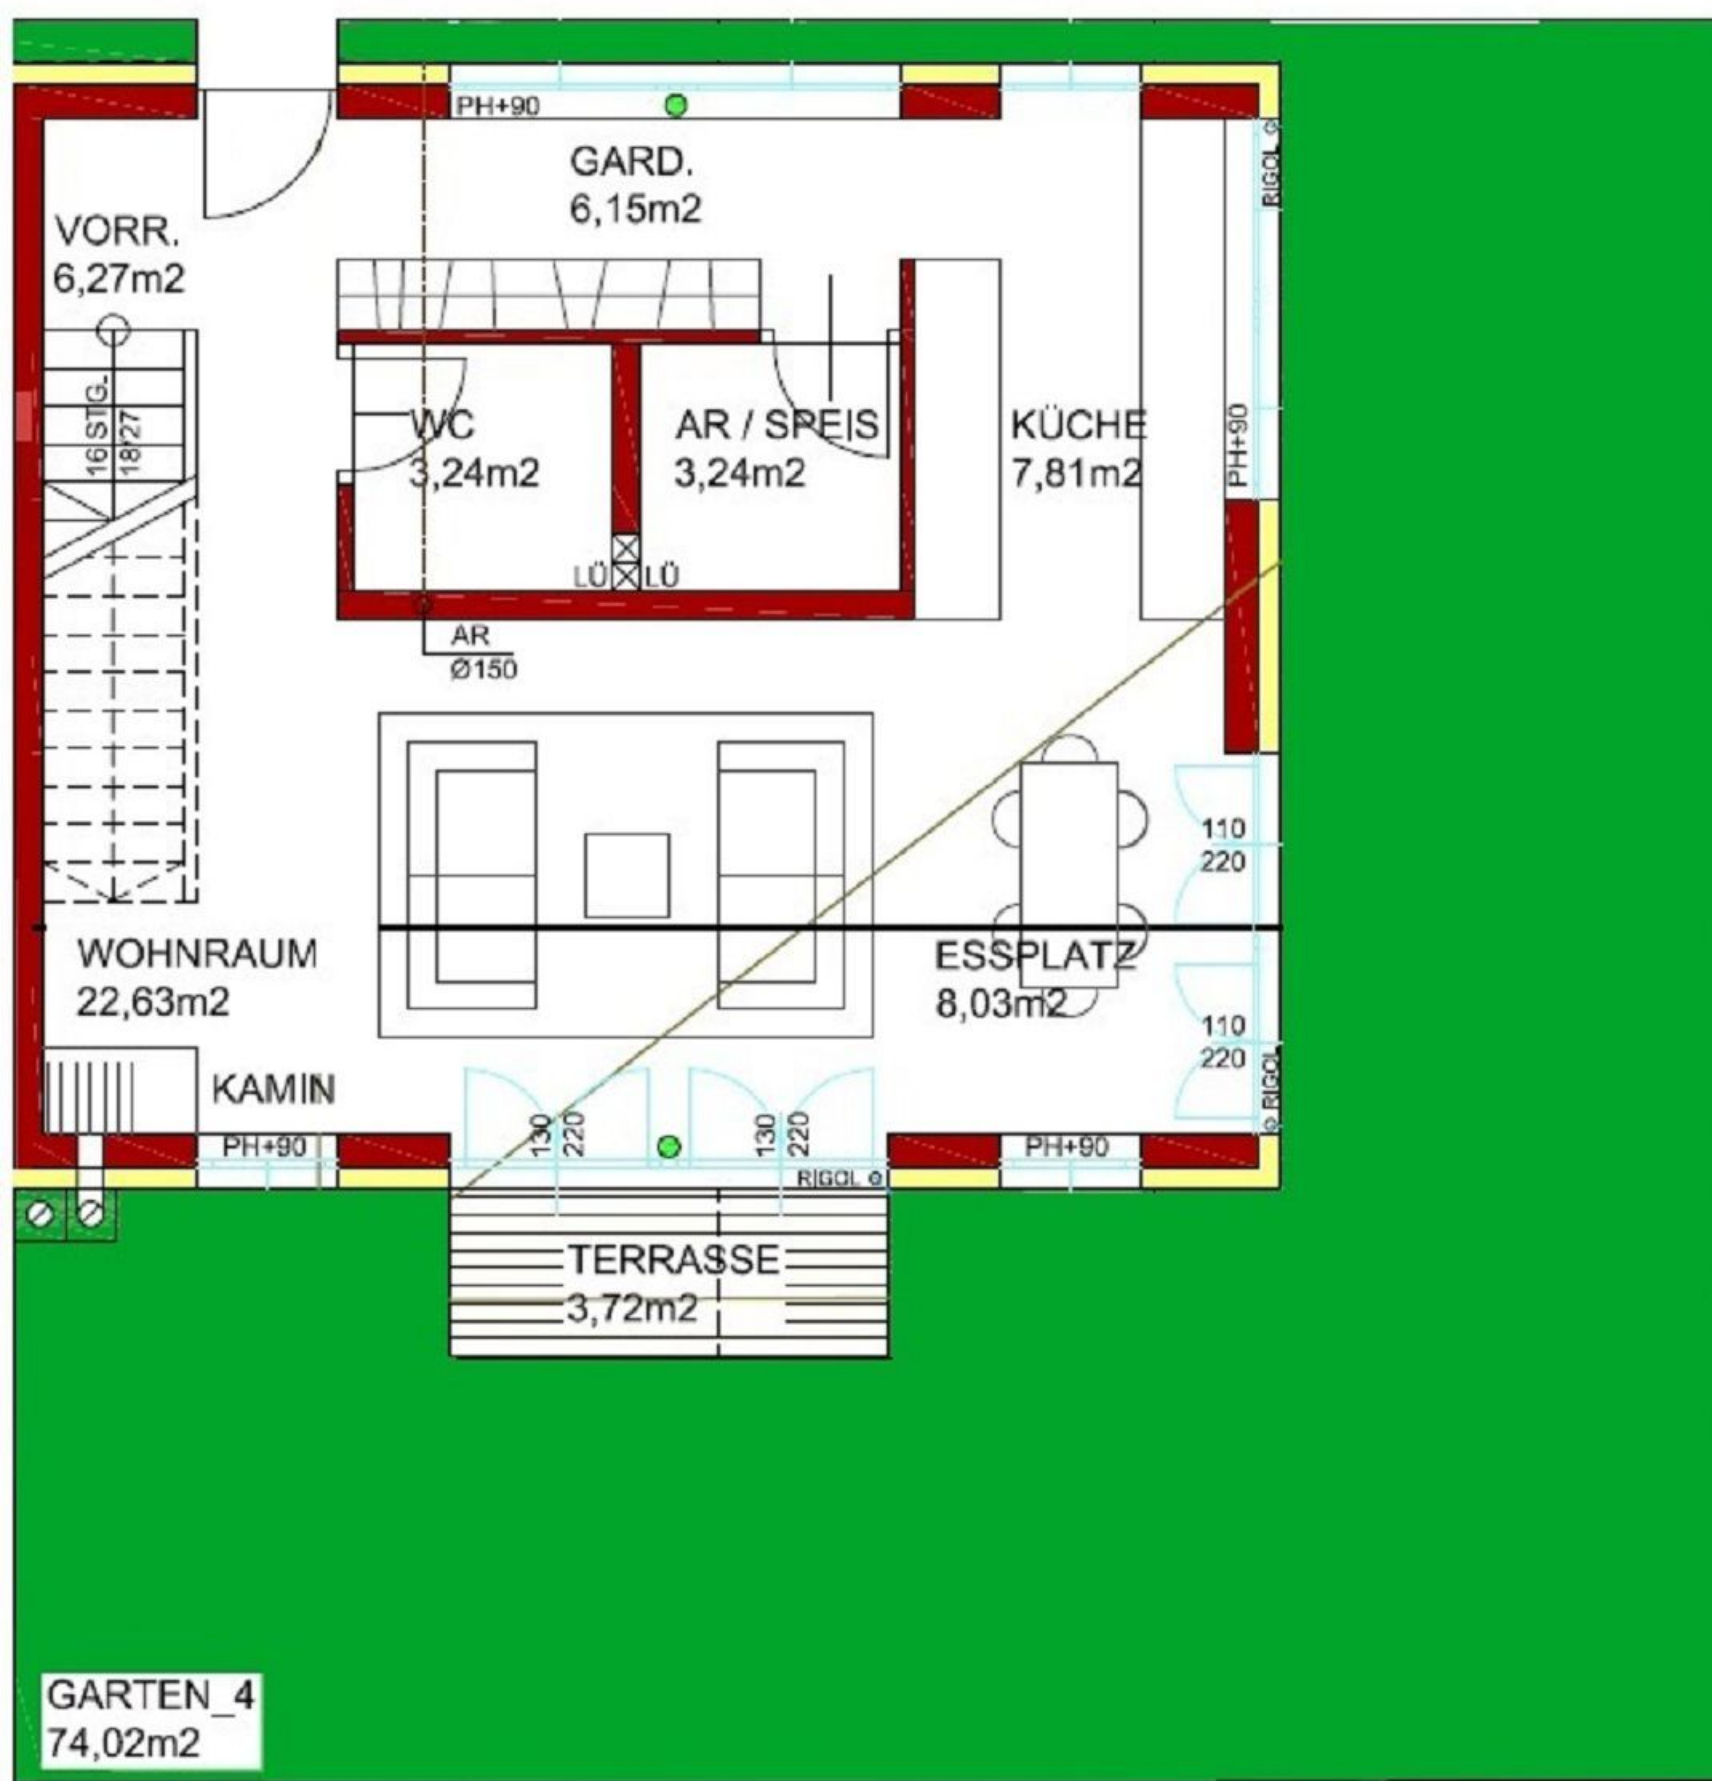 PH+90
RIGOL
GARD.
6,15m2
VORR.
6,27m2
16 STG.
18/27
WC
3,24m2
AR / SPEIS
3,24m2
KÜCHE
7,81m2
PH+90
LÜ LÜ
AR
Ø150
110
220
WOHNRAUM
22,63m2
ESSPLATZ
8,03m2
110
220
RIGOL
KAMIN
130
220
130
220
PH+90
PH+90
RIGOL
TERRASSE
3,72m2
GARTEN_4
74,02m2